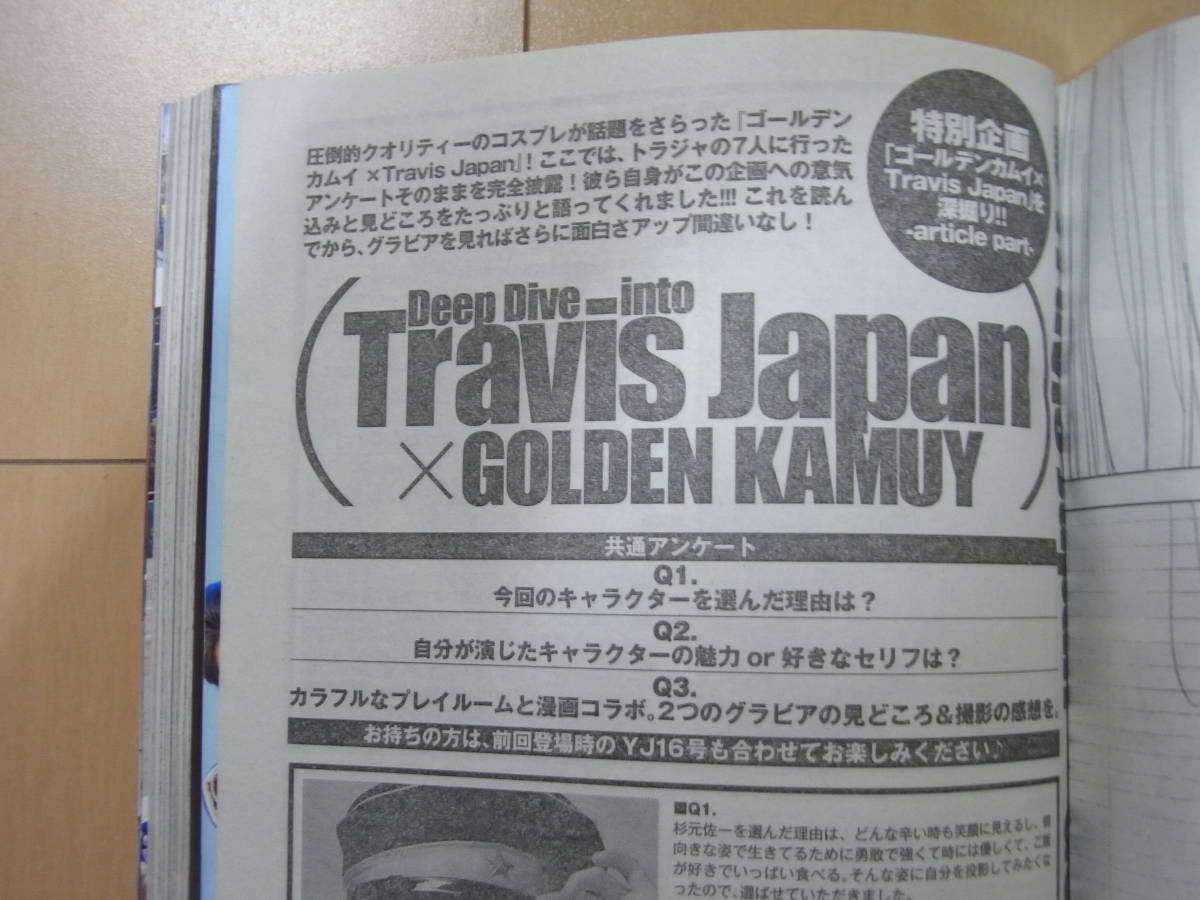 圧倒的クオリティーのコスプレが話題をさらった『ゴールデン
カムイ ×Travis Japan』！ここでは、トラジャの7人に行った
アンケートそのままを完全披露！彼ら自身がこの企画への意気
込みと見どころをたっぷりと語ってくれました!!! これを読ん
でから、グラビアを見ればさらに面白さアップ間違いなし！
特別企画
『ゴールデンカムイ×
Travis Japan』を
深掘り!!
-article part-
Deep Dive into
Travis Japan
×GOLDEN KAMUY
共通アンケート
Q1.
今回のキャラクターを選んだ理由は？
Q2.
自分が演じたキャラクターの魅力 or 好きなセリフは？
Q3.
カラフルなプレイルームと漫画コラボ。2つのグラビアの見どころ＆撮影の感想を。
お持ちの方は、前回登場時のYJ16号も合わせてお楽しみください♪
Q1.
杉元佐一を選んだ理由は、どんな辛い時も笑顔に見えるし、前
向きな姿で生きてるために勇敢で強くて時には優しくて、ご飯
が好きでいっぱい食べる。そんな姿に自分を投影してみたくな
ったので、選ばせていただきました。